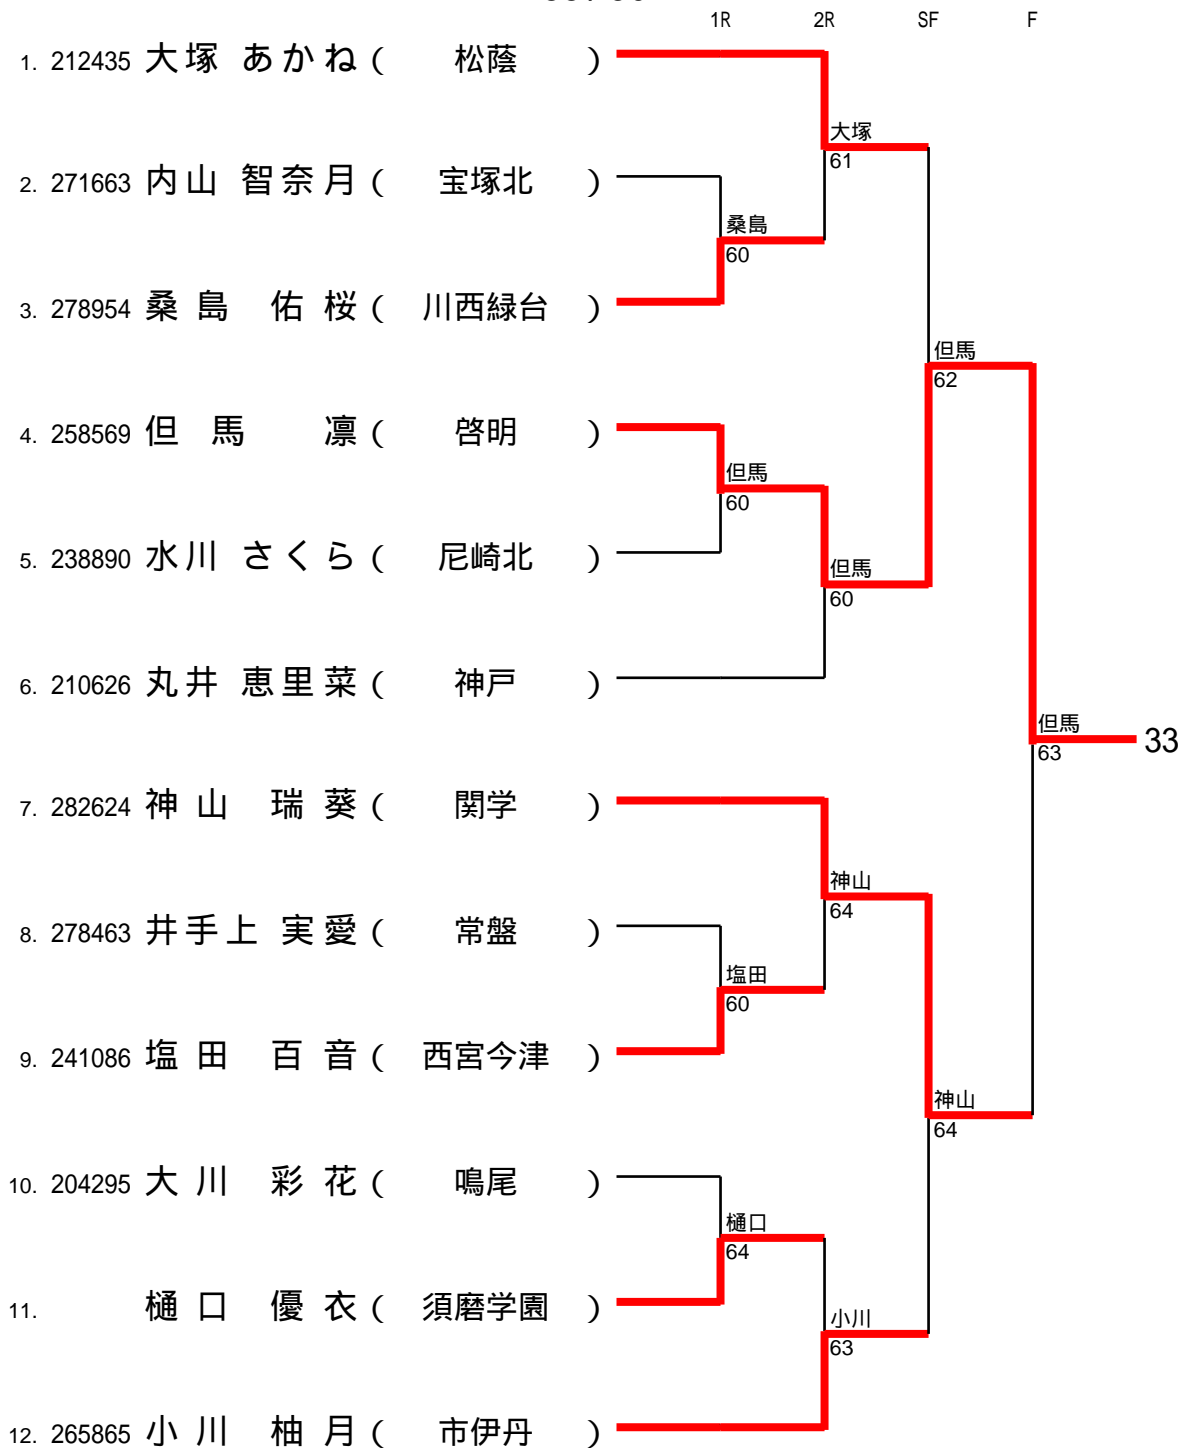 1R 2R SF F
1. 212435 大塚 あかね ( 松蔭 )
大塚
61
2. 271663 内山 智奈月 ( 宝塚北 )
桑島
60
3. 278954 桑島 佑桜 ( 川西緑台 )
但馬
62
4. 258569 但馬 凛 ( 啓明 )
但馬
60
5. 238890 水川 さくら ( 尼崎北 )
但馬
60
6. 210626 丸井 恵里菜 ( 神戸 )
但馬
63
33
7. 282624 神山 瑞葵 ( 関学 )
神山
64
8. 278463 井手上 実愛 ( 常盤 )
塩田
60
9. 241086 塩田 百音 ( 西宮今津 )
神山
64
10. 204295 大川 彩花 ( 鳴尾 )
樋口
64
11. 樋口 優衣 ( 須磨学園 )
小川
63
12. 265865 小川 柚月 ( 市伊丹 )